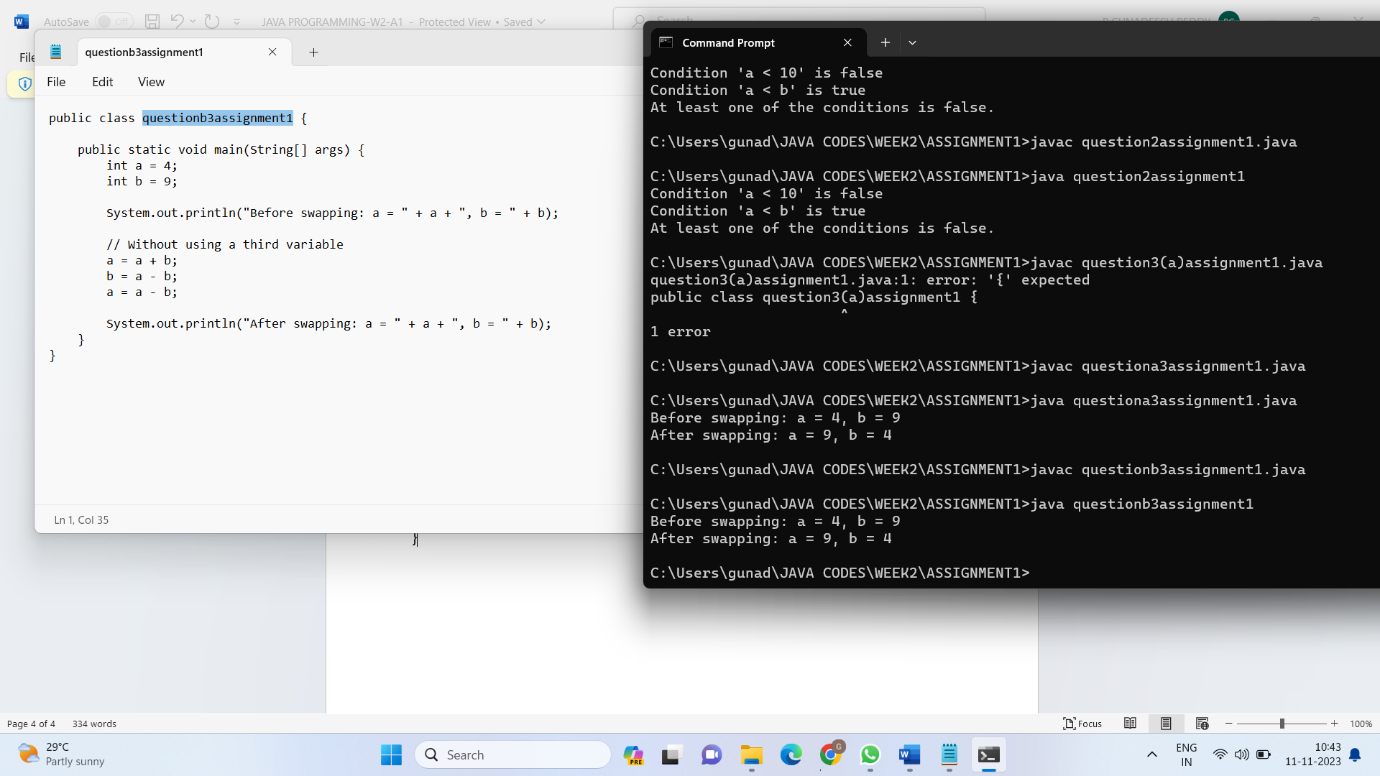 AutoSave Off JAVA PROGRAMMING-W2-A1 - Protected View • Saved Search
questionb3assignment1
File Edit View
public class questionb3assignment1 {
public static void main(String[] args) {
int a = 4;
int b = 9;
System.out.println("Before swapping: a = " + a + ", b = " + b);
// Without using a third variable
a = a + b;
b = a - b;
a = a - b;
System.out.println("After swapping: a = " + a + ", b = " + b);
}
}
Ln 1, Col 35
}
Command Prompt
Condition 'a < 10' is false
Condition 'a < b' is true
At least one of the conditions is false.
C:\Users\gunad\JAVA CODES\WEEK2\ASSIGNMENT1>javac question2assignment1.java
C:\Users\gunad\JAVA CODES\WEEK2\ASSIGNMENT1>java question2assignment1
Condition 'a < 10' is false
Condition 'a < b' is true
At least one of the conditions is false.
C:\Users\gunad\JAVA CODES\WEEK2\ASSIGNMENT1>javac question3(a)assignment1.java
question3(a)assignment1.java:1: error: '{' expected
public class question3(a)assignment1 {
^
1 error
C:\Users\gunad\JAVA CODES\WEEK2\ASSIGNMENT1>javac questiona3assignment1.java
C:\Users\gunad\JAVA CODES\WEEK2\ASSIGNMENT1>java questiona3assignment1.java
Before swapping: a = 4, b = 9
After swapping: a = 9, b = 4
C:\Users\gunad\JAVA CODES\WEEK2\ASSIGNMENT1>javac questionb3assignment1.java
C:\Users\gunad\JAVA CODES\WEEK2\ASSIGNMENT1>java questionb3assignment1
Before swapping: a = 4, b = 9
After swapping: a = 9, b = 4
C:\Users\gunad\JAVA CODES\WEEK2\ASSIGNMENT1>
Page 4 of 4 334 words Focus 100%
29°C
Partly sunny
Search
PRE
G
ENG
IN
10:43
11-11-2023